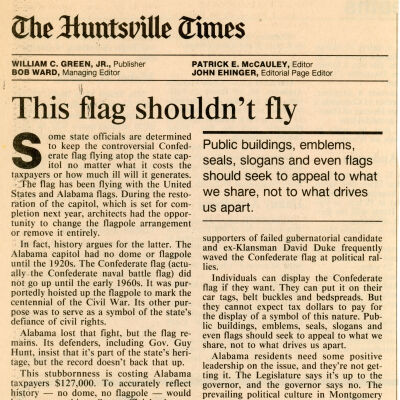 The Huntsville Times
WILLIAM C. GREEN, JR., Publisher
BOB WARD, Managing Editor
PATRICK E. McCAULEY, Editor
JOHN EHINGER, Editorial Page Editor
This flag shouldn't fly
Some state officials are determined
to keep the controversial Confed-
erate flag flying atop the state cap-
itol no matter what it costs the
taxpayers or how much ill will it generates.
The flag has been flying with the United
States and Alabama flags. During the resto-
ration of the capitol, which is set for com-
pletion next year, architects had the oppor-
tunity to change the flagpole arrangement
or remove it entirely.
In fact, history argues for the latter. The
Alabama capitol had no dome or flagpole
until the 1920s. The Confederate flag (actu-
ally the Confederate naval battle flag) did
not go up until the early 1960s. It was pur-
portedly hoisted up the flagpole to mark the
centennial of the Civil War. Its other pur-
pose was to serve as a symbol of the state's
defiance of civil rights.
Alabama lost that fight, but the flag re-
mains. Its defenders, including Gov. Guy
Hunt, insist that it's part of the state's heri-
tage, but the record doesn't back that up.
This stubbornness is costing Alabama
taxpayers $127,000. To accurately reflect
history — no dome, no flagpole — would
Public buildings, emblems,
seals, slogans and even flags
should seek to appeal to what
we share, not to what drives
us apart.
supporters of failed gubernatorial candidate
and ex-Klansman David Duke frequently
waved the Confederate flag at political ral-
lies.
Individuals can display the Confederate
flag if they want. They can put it on their
car tags, belt buckles and bedspreads. But
they cannot expect tax dollars to pay for
the display of a symbol of this nature. Pub-
lic buildings, emblems, seals, slogans and
even flags should seek to appeal to what we
share, not to what drives us apart.
Alabama residents need some positive
leadership on the issue, and they're not get-
ting it. The Legislature says it's up to the
governor, and the governor says no. The
prevailing political culture in Montgomery